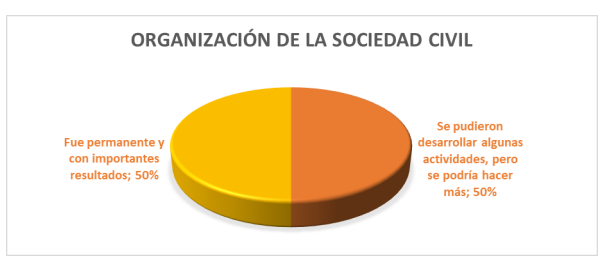 ORGANIZACIÓN DE LA SOCIEDAD CIVIL
Fue permanente y
con importantes
resultados; 50%
Se pudieron
desarrollar algunas
actividades, pero
se podría hacer
más; 50%